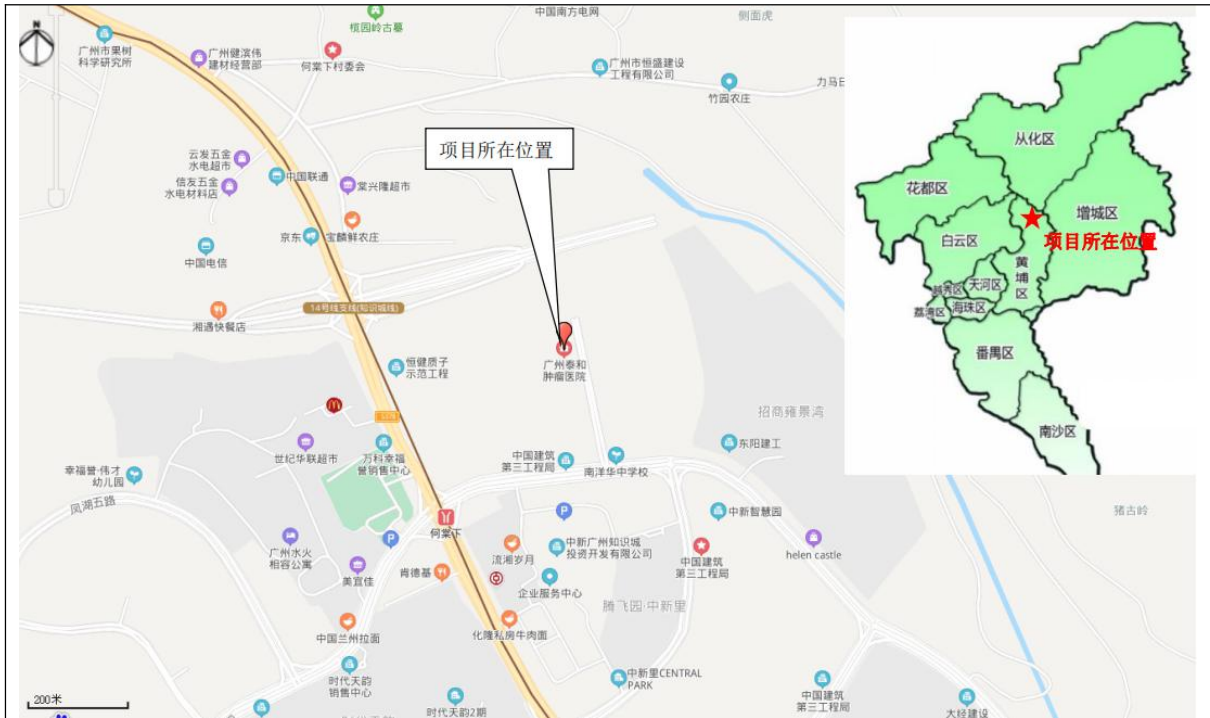 N
榄园岭古墓
中国南方电网
侧面虎
广州市果树
科学研究所
广州健滨伟
建材经营部
何棠下村委会
广州市恒盛建设
工程有限公司
竹园农庄
力马
云发五金
水电超市
信友五金
水电材料店
中国联通
棠兴隆超市
项目所在位置
京东
宝麟鲜农庄
中国电信
14号线支线(知识城线)
湘遇快餐店
恒健质子
示范工程
广州泰和
肿瘤医院
招商雍景湾
世纪华联超市
万科幸福
誉销售中心
中国建筑
第三工程局
南洋华中学校
东阳建工
幸福誉·伟才
幼儿园
凤湖五路
P
何棠下
P
中新智慧园
猪古岭
广州水火
相容公寓
流湘岁月
中新广州知识城
投资开发有限公司
中国建筑
第三工程局
helen castle
美宜佳
肯德基
企业服务中心
腾飞园·中新里
中国兰州拉面
化隆私房牛肉面
时代天韵
销售中心
中新里CENTRAL
PARK
中国建筑
第三工程局
200米
时代天韵2期
大经建设
从化区
花都区
增城区
白云区
项目所在位置
黄埔区
天河区
越秀区
荔湾区
海珠区
番禺区
南沙区